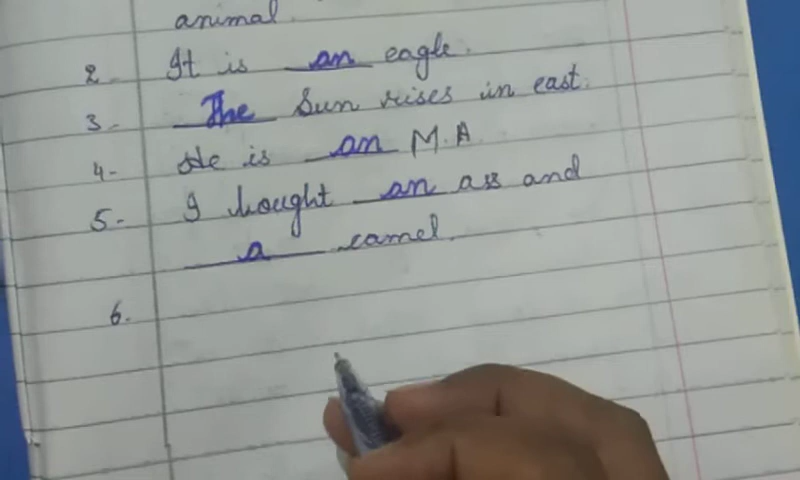 animal.
2. It is an eagle.
3. The Sun rises in east.
4. He is an M.A
5. I bought an ass and
a camel.
6.